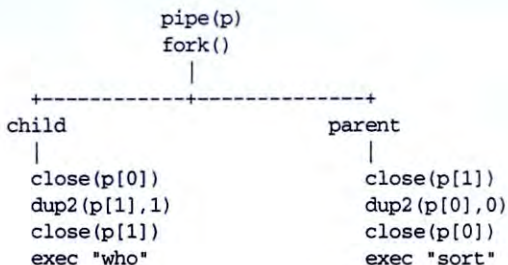 pipe(p)
fork()
|
+------------+--------------+
child parent
| |
close(p[0]) close(p[1])
dup2(p[1],1) dup2(p[0],0)
close(p[1]) close(p[0])
exec "who" exec "sort"